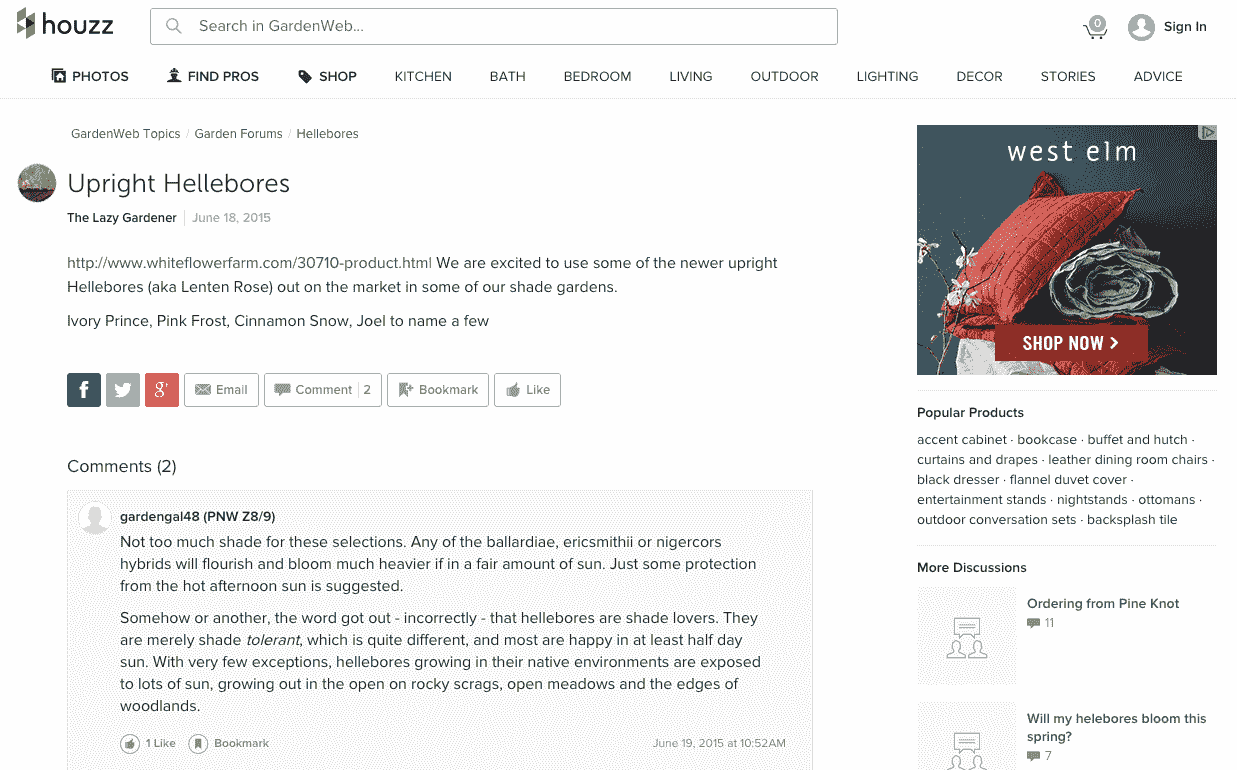 houzz
Search in GardenWeb...
0
Sign In
PHOTOS FIND PROS SHOP KITCHEN BATH BEDROOM LIVING OUTDOOR LIGHTING DECOR STORIES ADVICE
GardenWeb Topics / Garden Forums / Hellebores
Upright Hellebores
The Lazy Gardener | June 18, 2015
http://www.whiteflowerfarm.com/30710-product.html We are excited to use some of the newer upright
Hellebores (aka Lenten Rose) out on the market in some of our shade gardens.
Ivory Prince, Pink Frost, Cinnamon Snow, Joel to name a few
f g+ Email Comment | 2 Bookmark Like
Comments (2)
gardengal48 (PNW Z8/9)
Not too much shade for these selections. Any of the ballardiae, ericsmithii or nigercors
hybrids will flourish and bloom much heavier if in a fair amount of sun. Just some protection
from the hot afternoon sun is suggested.
Somehow or another, the word got out - incorrectly - that hellebores are shade lovers. They
are merely shade tolerant, which is quite different, and most are happy in at least half day
sun. With very few exceptions, hellebores growing in their native environments are exposed
to lots of sun, growing out in the open on rocky scrags, open meadows and the edges of
woodlands.
1 Like Bookmark June 19, 2015 at 10:52AM
west elm
SHOP NOW >
Popular Products
accent cabinet · bookcase · buffet and hutch ·
curtains and drapes · leather dining room chairs ·
black dresser · flannel duvet cover ·
entertainment stands · nightstands · ottomans ·
outdoor conversation sets · backsplash tile
More Discussions
Ordering from Pine Knot
11
Will my helebores bloom this
spring?
7